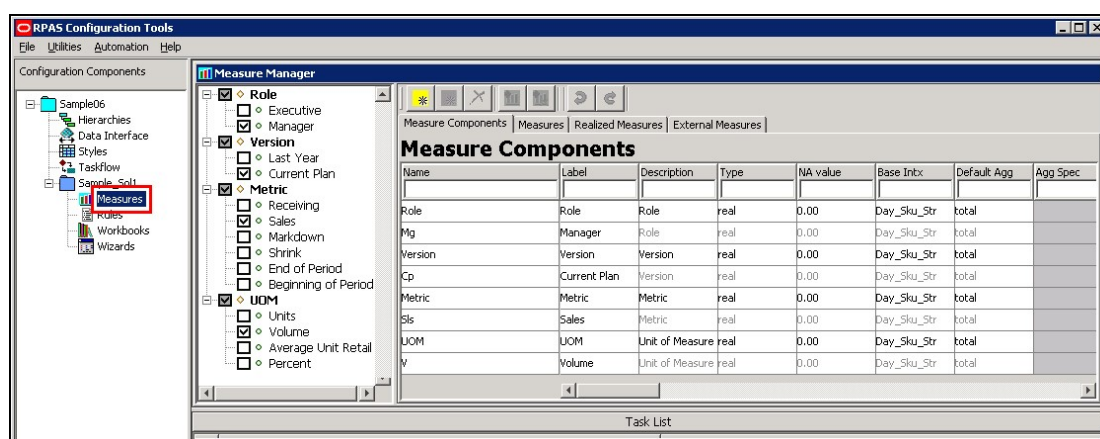 RPAS Configuration Tools
File Utilities Automation Help
Configuration Components
Sample06
Hierarchies
Data Interface
Styles
Taskflow
Sample_Sol1
Measures
Rules
Workbooks
Wizards
Measure Manager
Role
Executive
Manager
Version
Last Year
Current Plan
Metric
Receiving
Sales
Markdown
Shrink
End of Period
Beginning of Period
UOM
Units
Volume
Average Unit Retail
Percent
Measure Components Measures Realized Measures External Measures
Measure Components
Name Label Description Type NA value Base Intx Default Agg Agg Spec
Role Role Role real 0.00 Day_Sku_Str total
Mg Manager Role real 0.00 Day_Sku_Str total
Version Version Version real 0.00 Day_Sku_Str total
Cp Current Plan Version real 0.00 Day_Sku_Str total
Metric Metric Metric real 0.00 Day_Sku_Str total
Sls Sales Metric real 0.00 Day_Sku_Str total
UOM UOM Unit of Measure real 0.00 Day_Sku_Str total
V Volume Unit of Measure real 0.00 Day_Sku_Str total
Task List